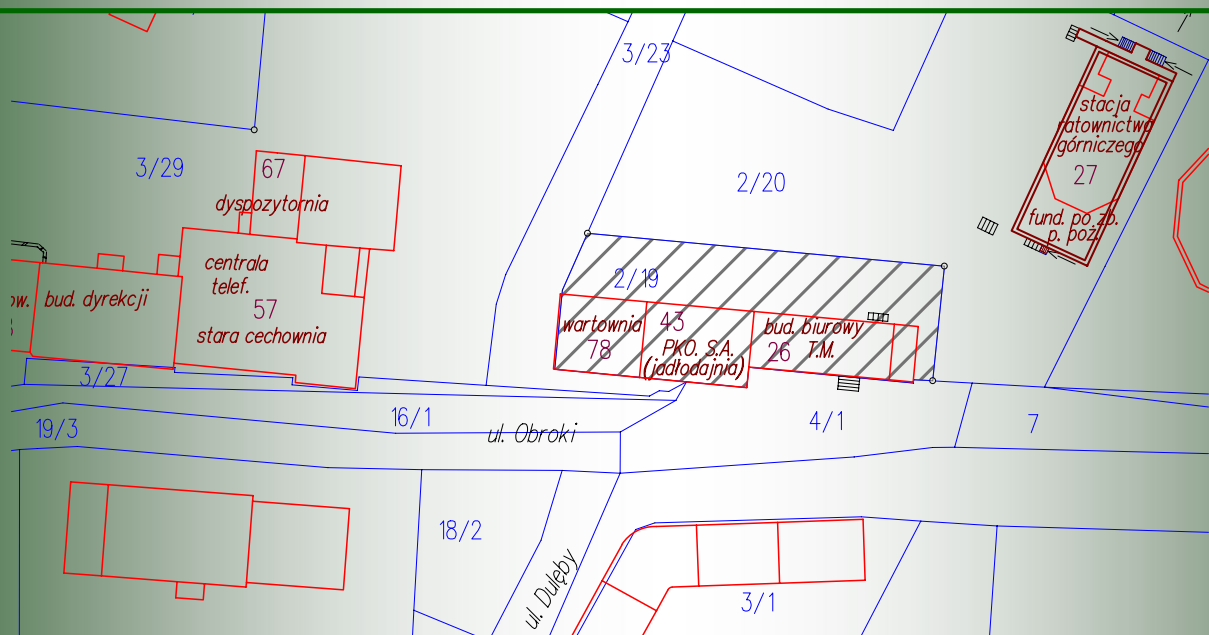 3/23
stacja
ratownictwa
górniczego
27
fund. po zb.
p. poż.
3/29
67
dyspozytornia
2/20
centrala
telef.
57
stara cechownia
bud. dyrekcji
ow.
2/19
wartownia
78
43
PKO. S.A.
(jadłodajnia)
bud. biurowy
26 T.M.
3/27
19/3
16/1
ul. Obroki
4/1
7
18/2
ul. Dulęby
3/1